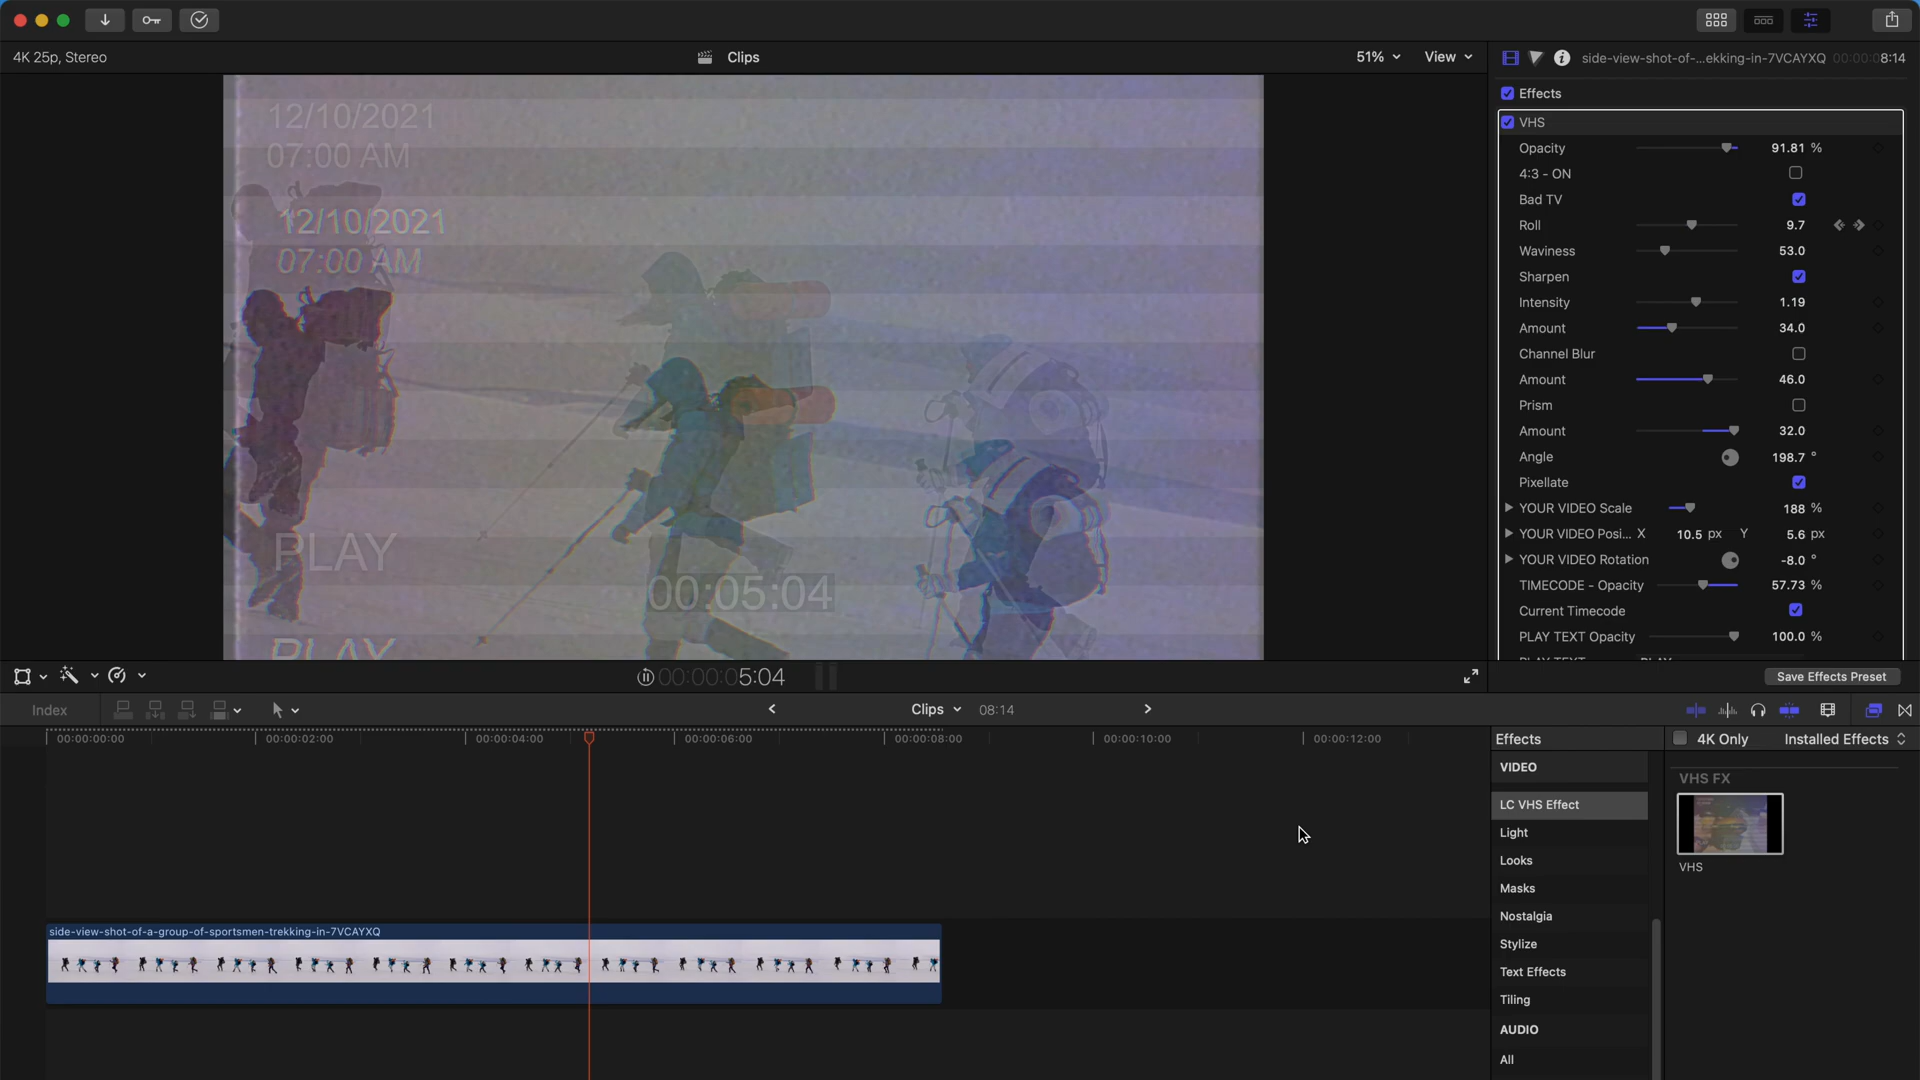 4K 25p, Stereo
Clips
51%
View
side-view-shot-of-...ekking-in-7VCAYXQ
00:00:08:14
12/10/2021
07:00 AM
12/10/2021
07:00 AM
PLAY
00:05:04
PLAY
Effects
VHS
Opacity 91.81 %
4:3 - ON
Bad TV
Roll 9.7
Waviness 53.0
Sharpen
Intensity 1.19
Amount 34.0
Channel Blur
Amount 46.0
Prism
Amount 32.0
Angle 198.7 °
Pixellate
YOUR VIDEO Scale 188 %
YOUR VIDEO Posi... X 10.5 px Y 5.6 px
YOUR VIDEO Rotation -8.0 °
TIMECODE - Opacity 57.73 %
Current Timecode
PLAY TEXT Opacity 100.0 %
00:00:05:04
Save Effects Preset
Index
Clips
08:14
00:00:00:00
00:00:02:00
00:00:04:00
00:00:06:00
00:00:08:00
00:00:10:00
00:00:12:00
side-view-shot-of-a-group-of-sportsmen-trekking-in-7VCAYXQ
Effects
4K Only
Installed Effects
VIDEO
LC VHS Effect
Light
Looks
Masks
Nostalgia
Stylize
Text Effects
Tiling
AUDIO
All
VHS FX
VHS